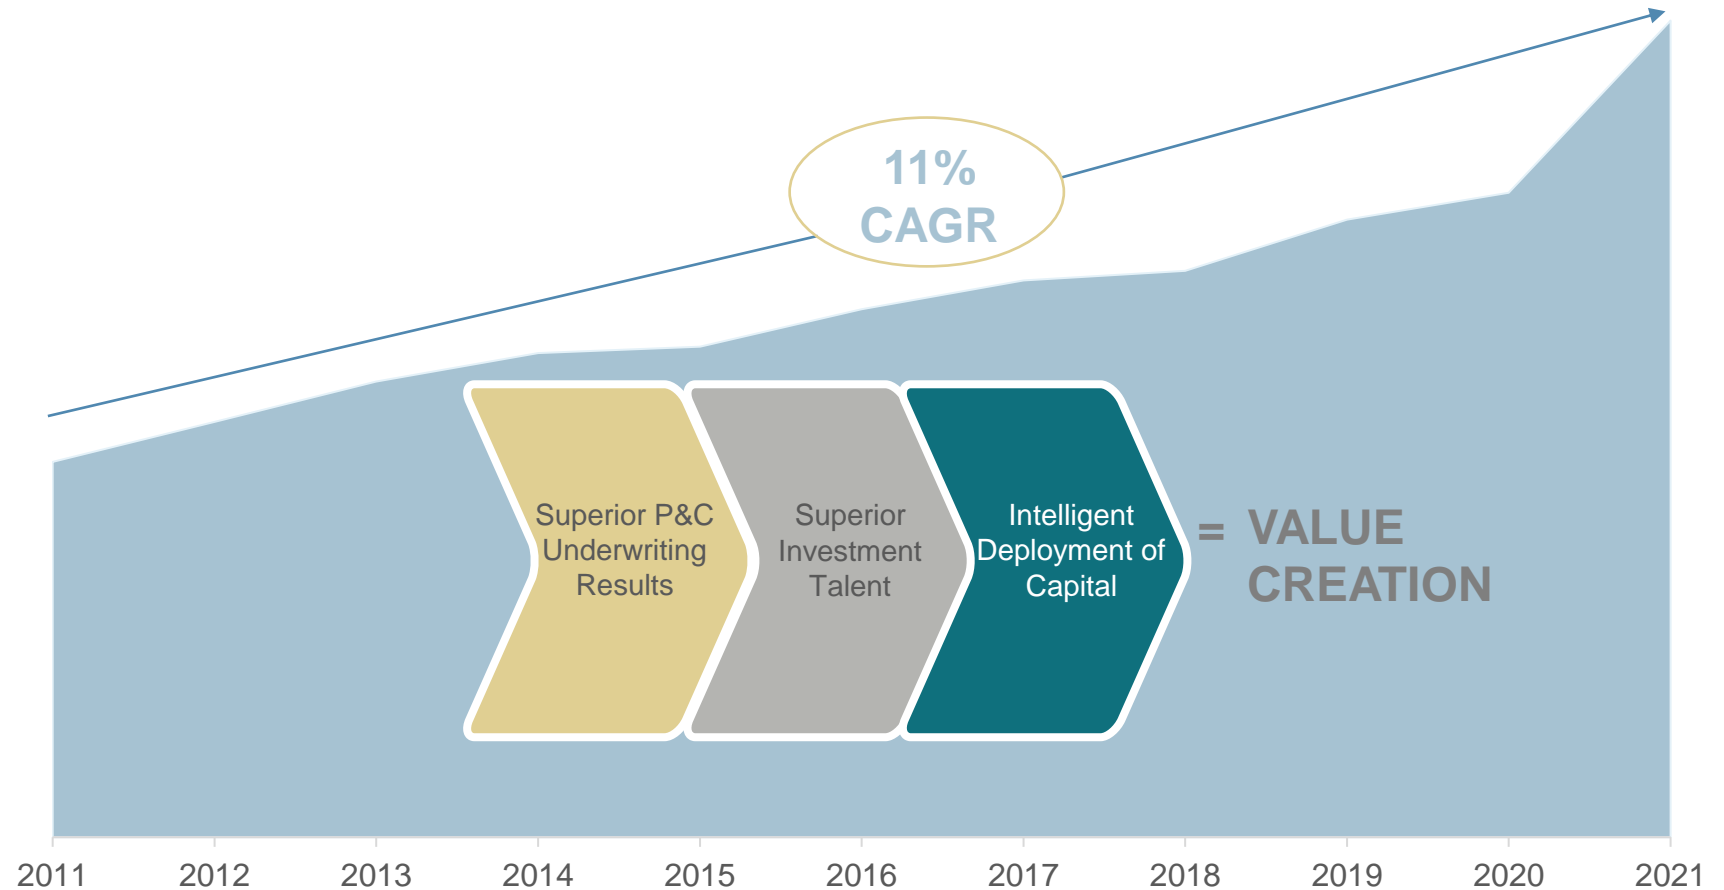 11%
CAGR
Superior P&C
Underwriting
Results
Superior
Investment
Talent
Intelligent
Deployment of
Capital
= VALUE
CREATION
2011 2012 2013 2014 2015 2016 2017 2018 2019 2020 2021